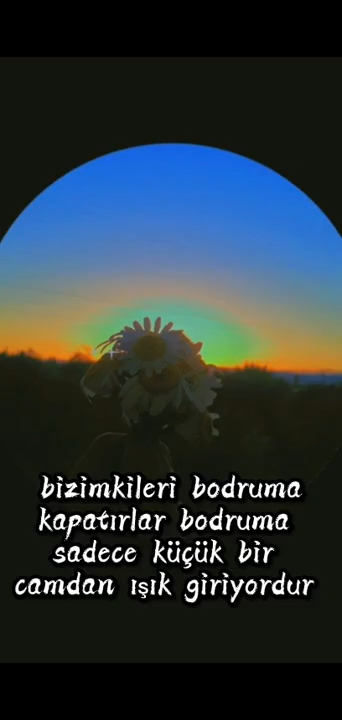 bizimkileri bodruma
kapatırlar bodruma
sadece küçük bir
camdan ışık giriyordur